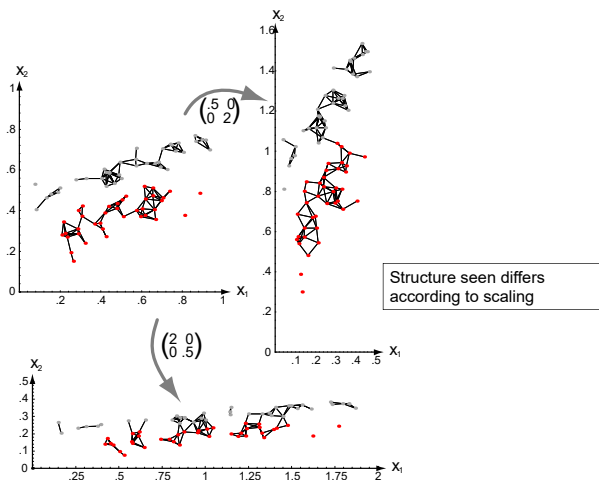 x2
1
.8
.6
.4
.2
0
.2 .4 .6 .8 1
x1
(.5 0
0 2)
x2
1.6
1.4
1.2
1.0
.8
.6
.4
.2
0
.1 .2 .3 .4 .5
x1
Structure seen differs
according to scaling
(2 0
0 .5)
x2
.5
.4
.3
.2
.1
0
.25 .5 .75 1 1.25 1.5 1.75 2
x1